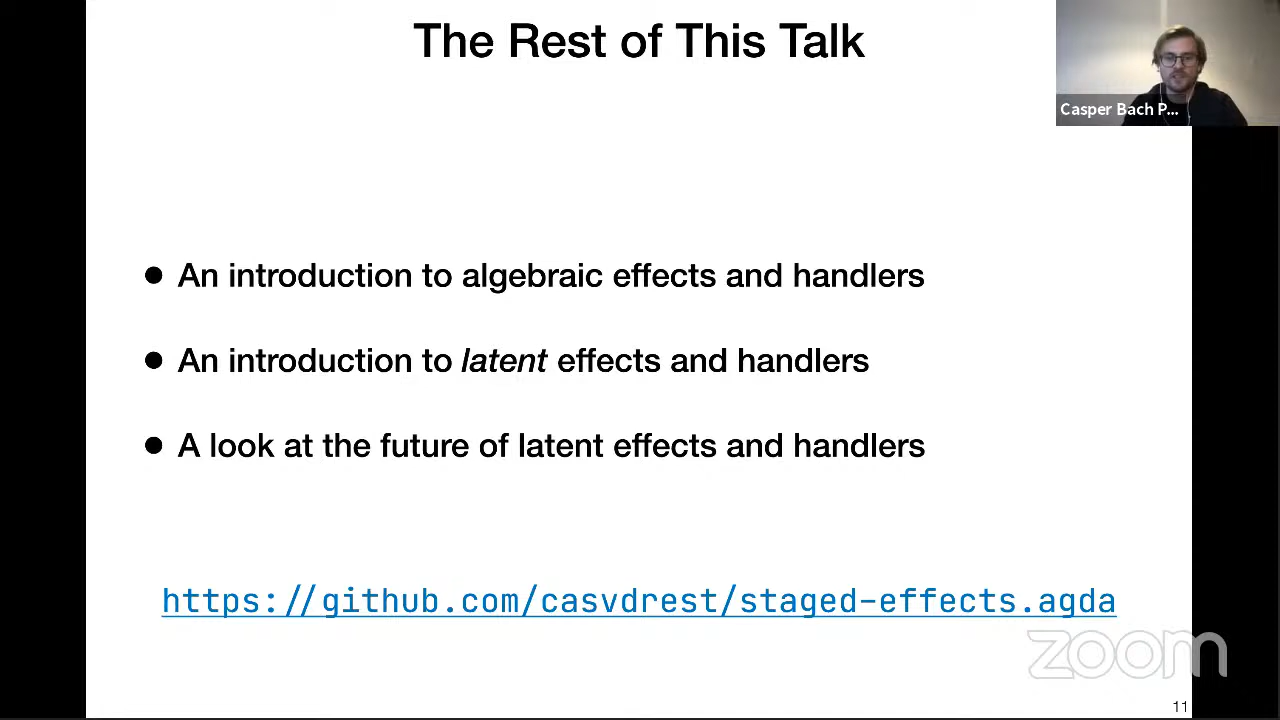 The Rest of This Talk
Casper Bach P...
● An introduction to algebraic effects and handlers
● An introduction to latent effects and handlers
● A look at the future of latent effects and handlers
https://github.com/casvdrest/staged-effects.agda
zoom
11